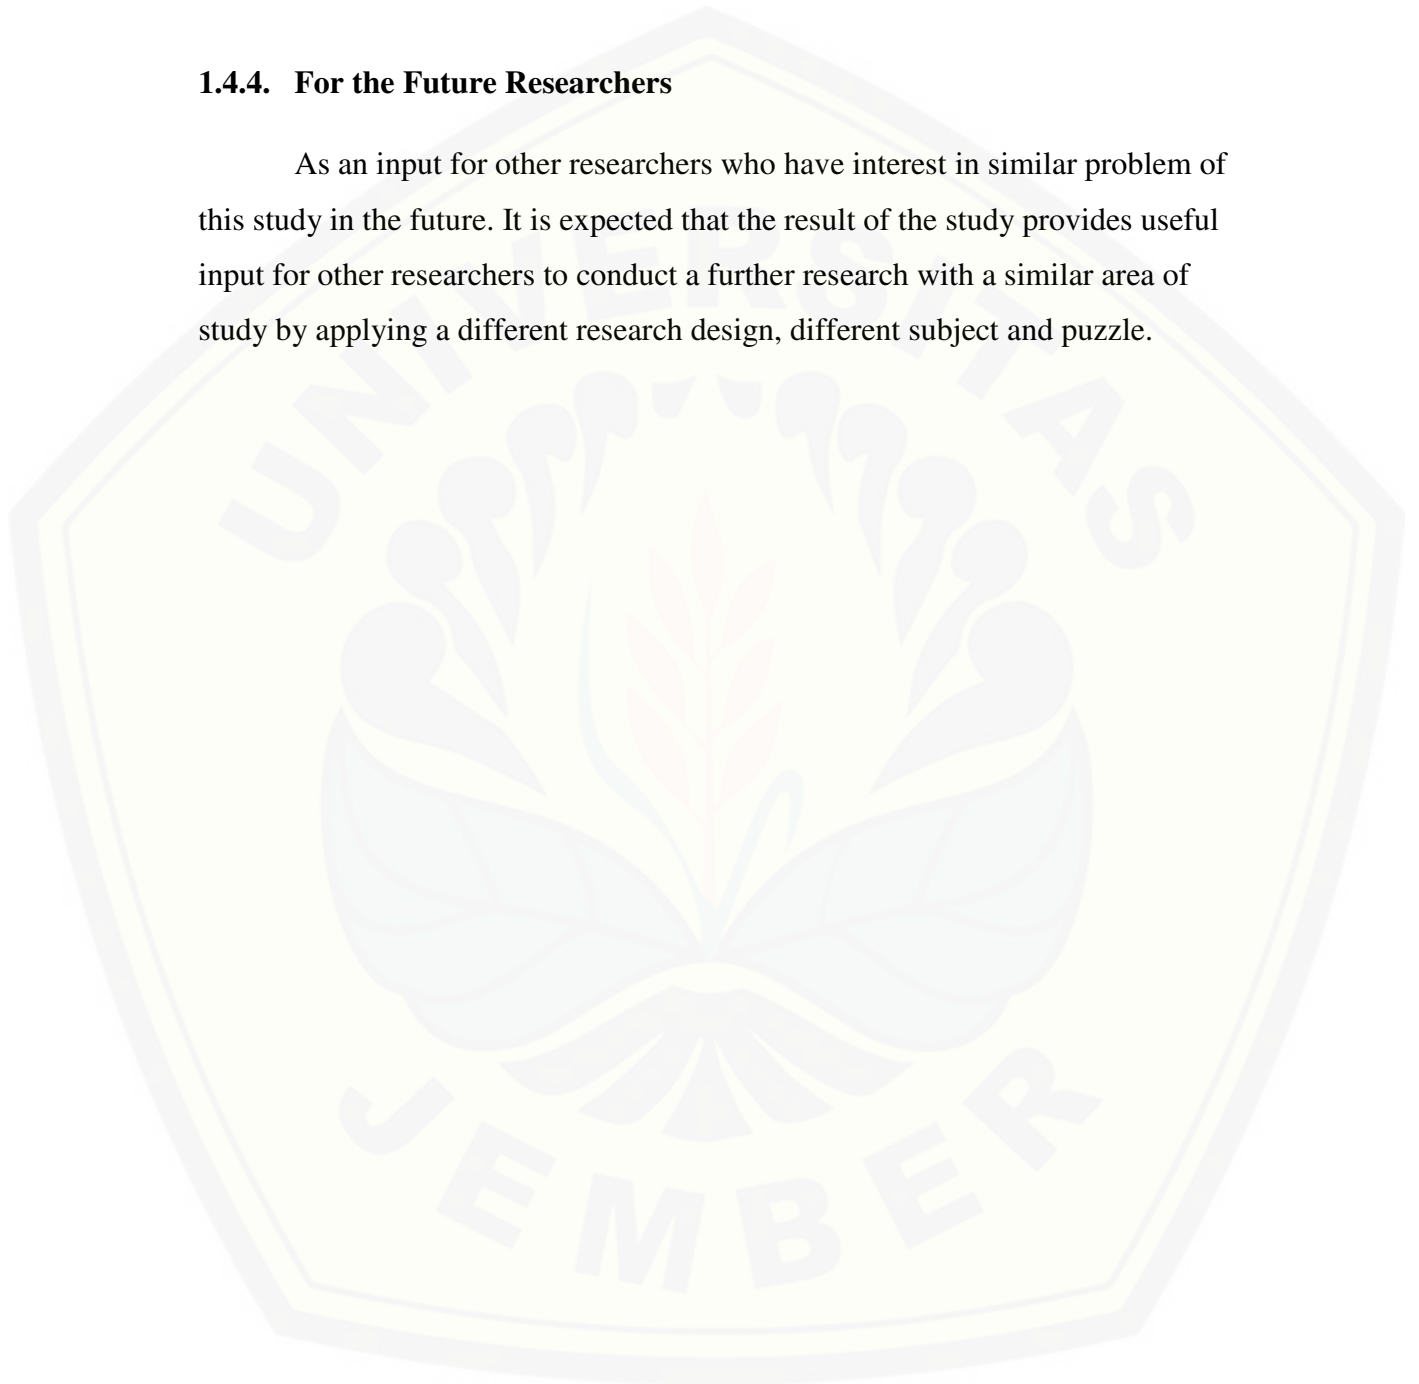 1.4.4. For the Future Researchers
As an input for other researchers who have interest in similar problem of
this study in the future. It is expected that the result of the study provides useful
input for other researchers to conduct a further research with a similar area of
study by applying a different research design, different subject and puzzle.
UNIVERSITAS
JEMBER